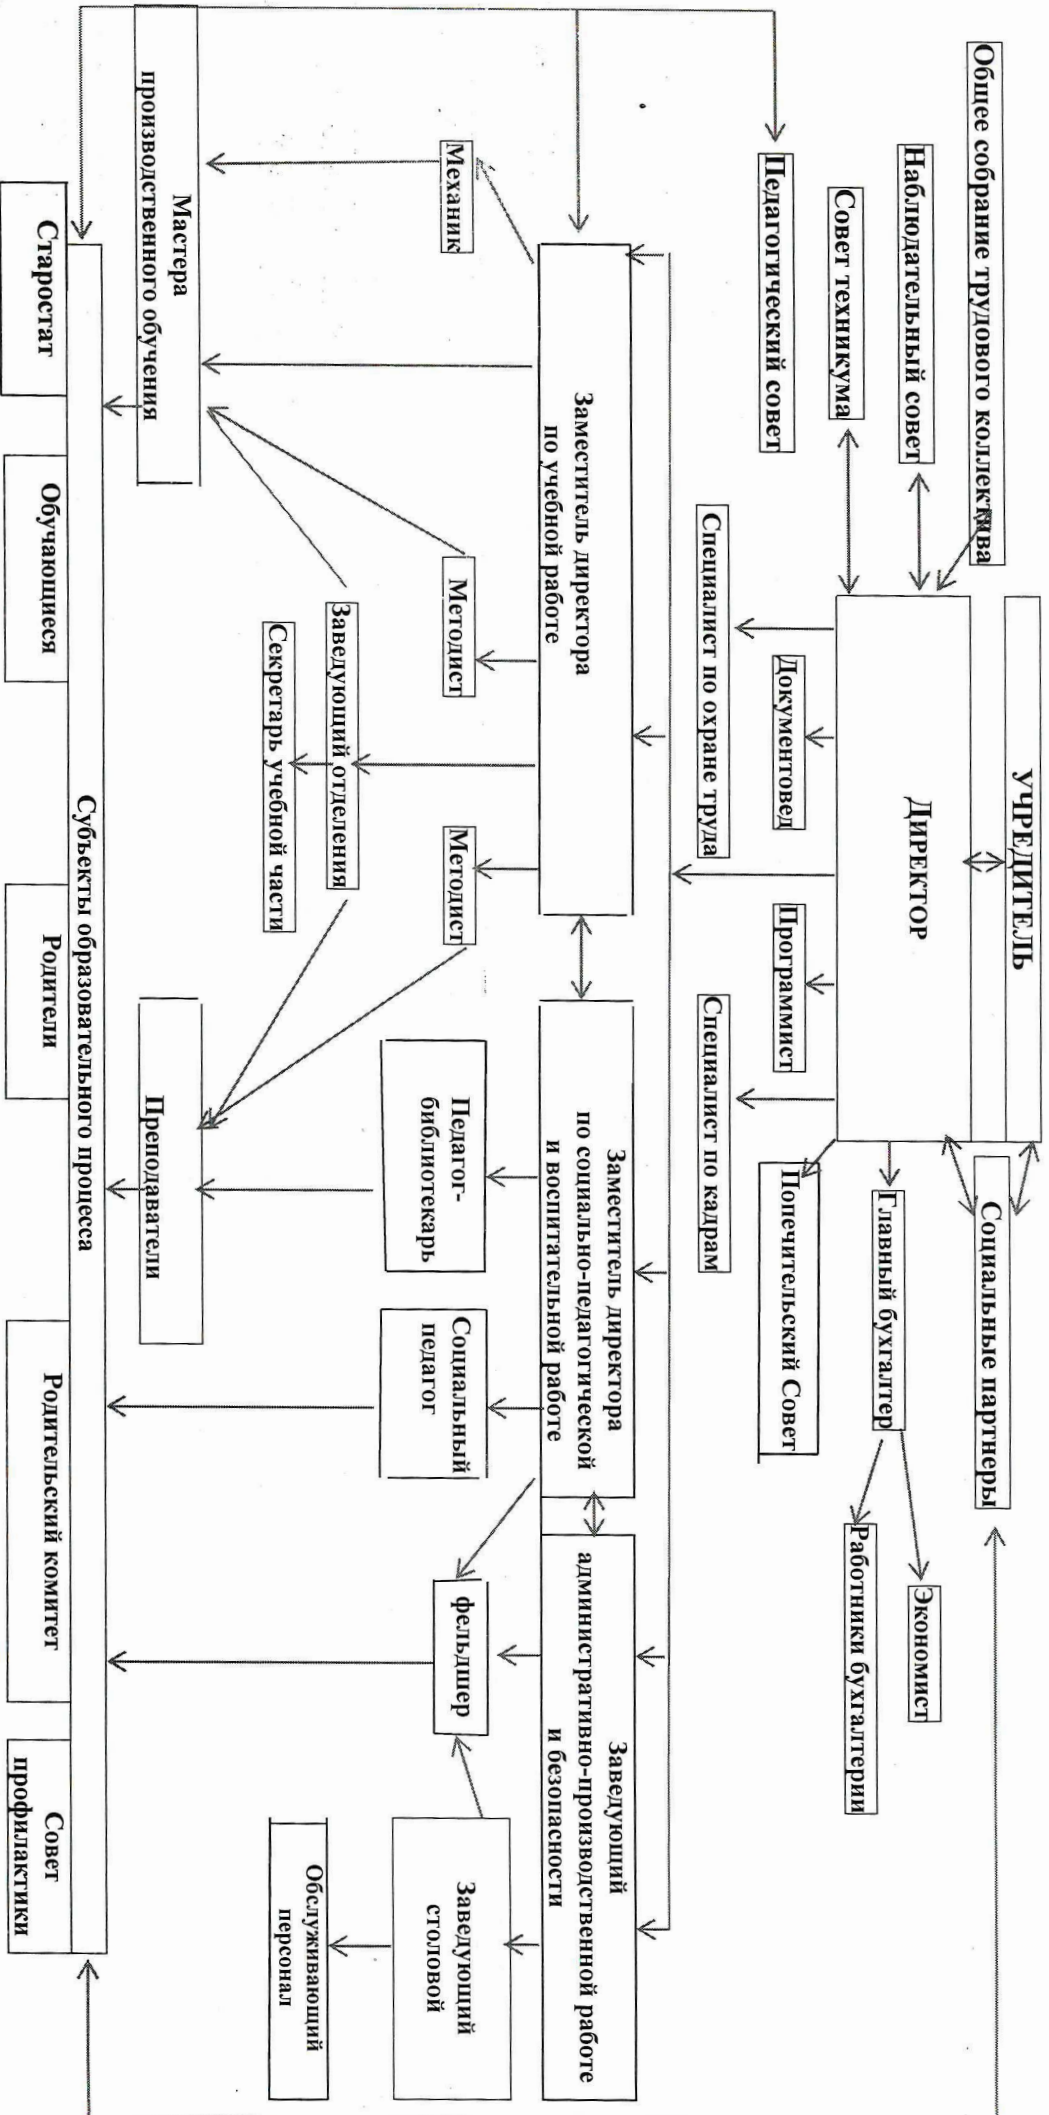 УЧРЕДИТЕЛЬ
Общее собрание трудового коллектива
Наблюдательный совет
Совет техникума
Педагогический совет
ДИРЕКТОР
Социальные партнеры
Главный бухгалтер
Экономист
Работники бухгалтерии
Попечительский Совет
Документовед
Программист
Специалист по охране труда
Специалист по кадрам
Заместитель директора
по учебной работе
Заместитель директора
по социально-педагогической
и воспитательной работе
Заведующий
административно-производственной работе
и безопасности
Механик
Методист
Методист
Педагог-
библиотекарь
Социальный
педагог
фельдшер
Заведующий
столовой
Заведующий отделения
Секретарь учебной части
Обслуживающий
персонал
Мастера
производственного обучения
Преподаватели
Субъекты образовательного процесса
Старостат
Обучающиеся
Родители
Родительский комитет
Совет
профилактики